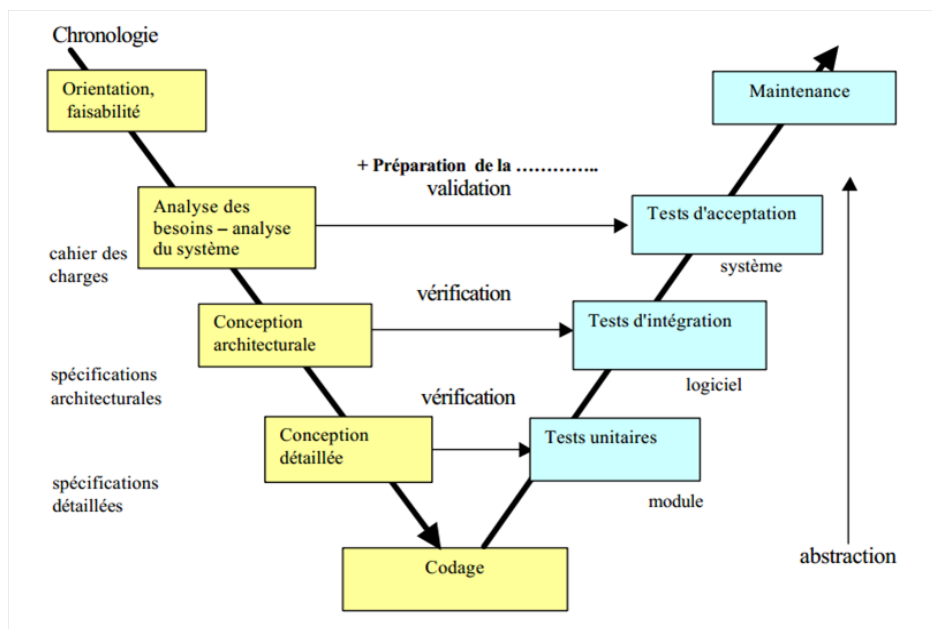 Chronologie
Orientation,
faisabilité
Maintenance
+ Préparation de la …………..
validation
Analyse des
besoins – analyse
du système
Tests d'acceptation
cahier des
charges
système
vérification
Conception
architecturale
Tests d'intégration
spécifications
architecturales
logiciel
vérification
Conception
détaillée
Tests unitaires
spécifications
détaillées
module
abstraction
Codage